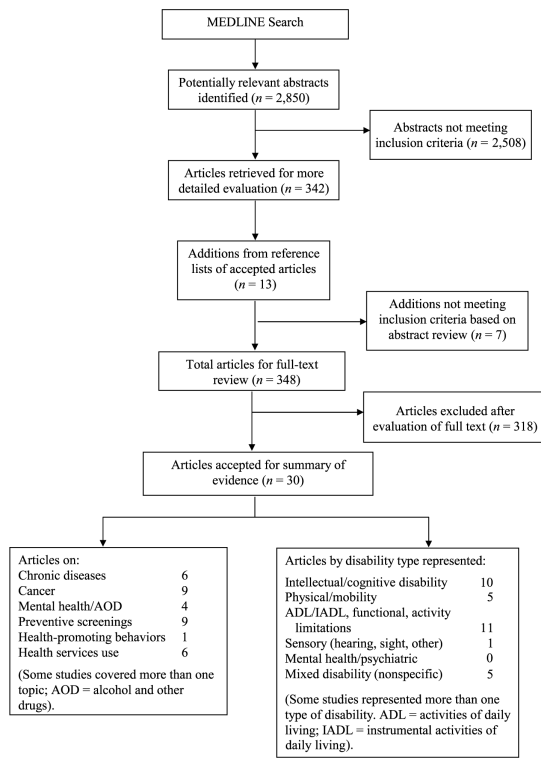 MEDLINE Search
Potentially relevant abstracts
identified (n = 2,850)
Abstracts not meeting
inclusion criteria (n = 2,508)
Articles retrieved for more
detailed evaluation (n = 342)
Additions from reference
lists of accepted articles
(n = 13)
Additions not meeting
inclusion criteria based on
abstract review (n = 7)
Total articles for full-text
review (n = 348)
Articles excluded after
evaluation of full text (n = 318)
Articles accepted for summary of
evidence (n = 30)
Articles on:
Chronic diseases 6
Cancer 9
Mental health/AOD 4
Preventive screenings 9
Health-promoting behaviors 1
Health services use 6
(Some studies covered more than one
topic; AOD = alcohol and other
drugs).
Articles by disability type represented:
Intellectual/cognitive disability 10
Physical/mobility 5
ADL/IADL, functional, activity
limitations 11
Sensory (hearing, sight, other) 1
Mental health/psychiatric 0
Mixed disability (nonspecific) 5
(Some studies represented more than one
type of disability. ADL = activities of daily
living; IADL = instrumental activities of
daily living).